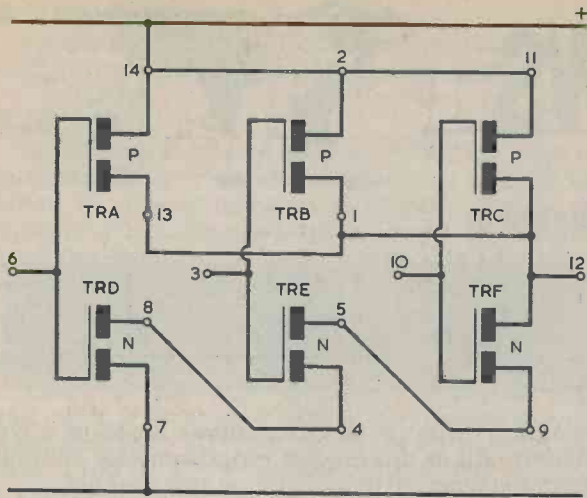 +
14 2 11
P P P
TRA TRB TRC
13 1
6 3 10 12
TRD 8 TRE 5 TRF
N N N
7 4 9